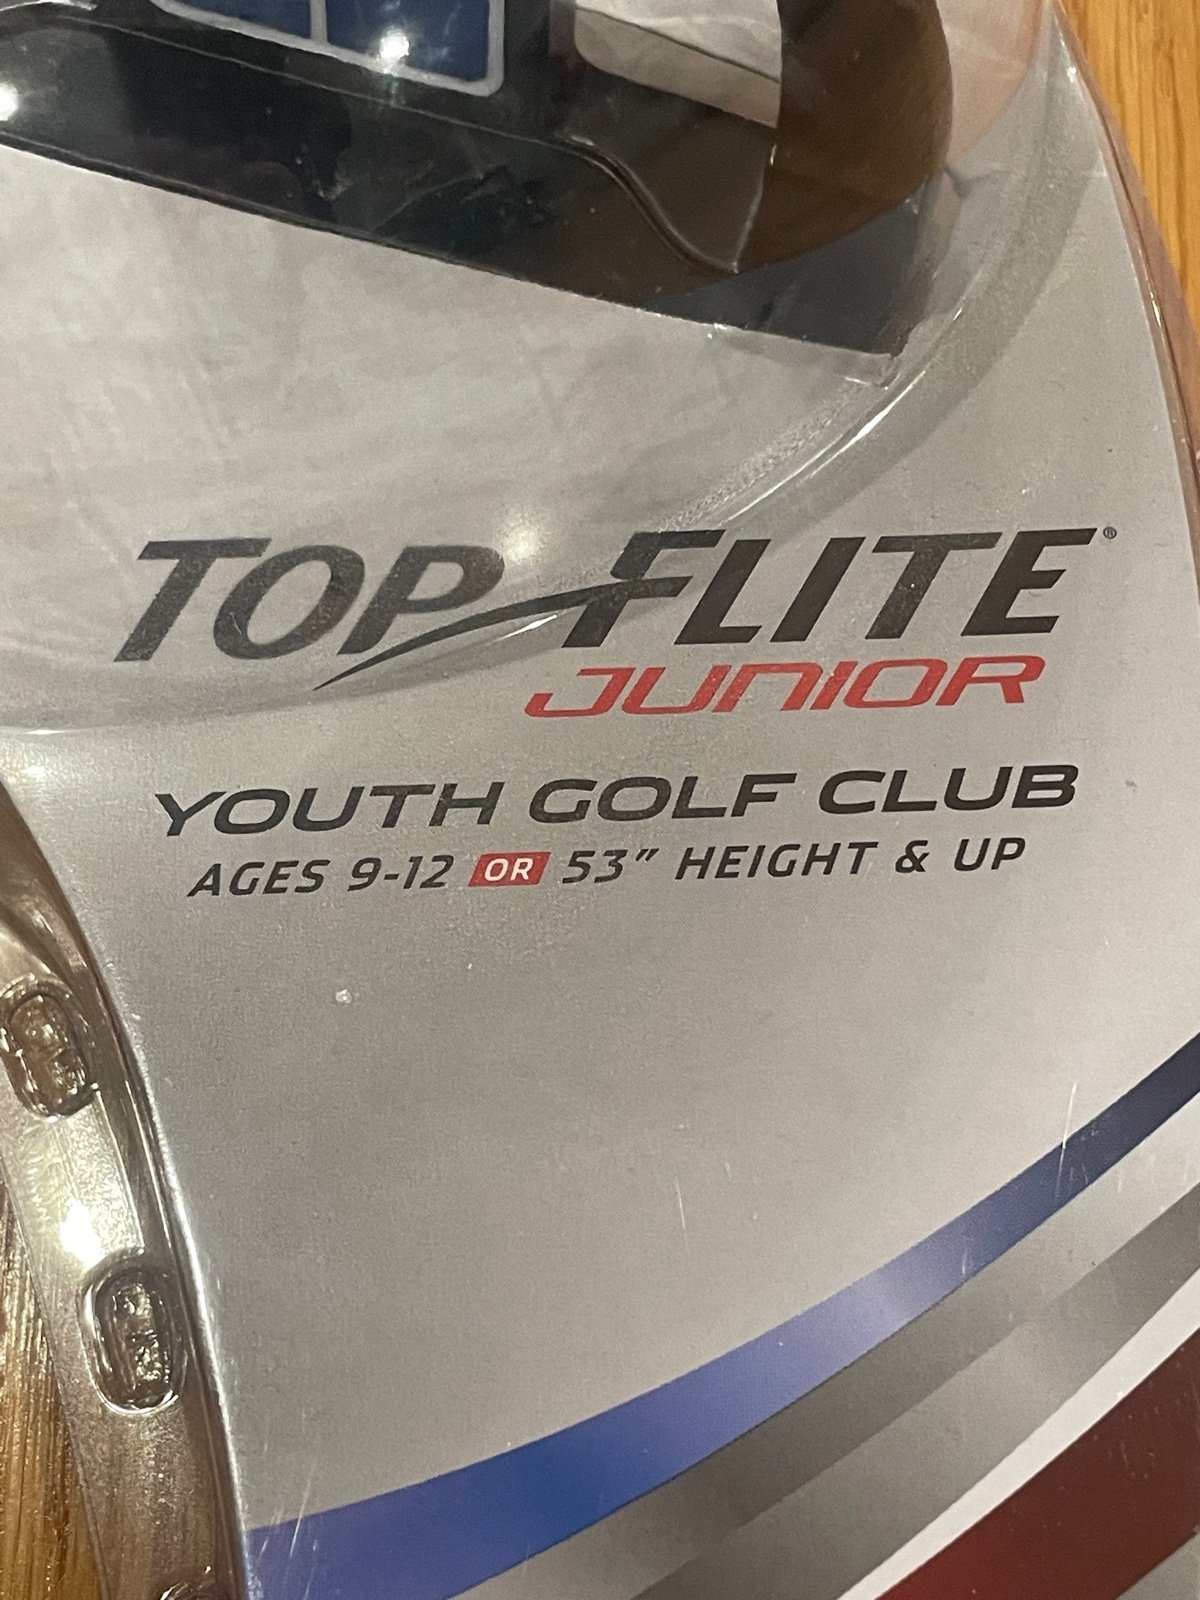 TOP FLITE®
JUNIOR
YOUTH GOLF CLUB
AGES 9-12 OR 53" HEIGHT & UP